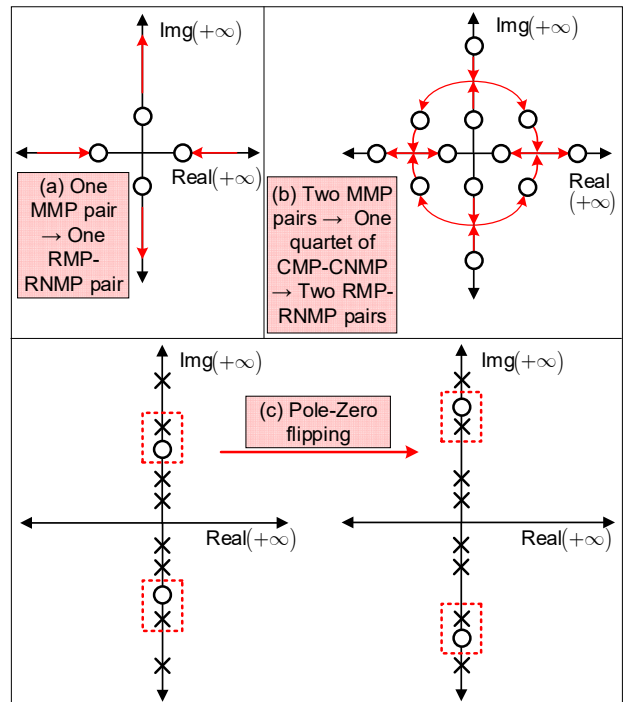 Img(+∞)
Real(+∞)
(a) One
MMP pair
→ One
RMP-
RNMP pair
Img(+∞)
Real
(+∞)
(b) Two MMP
pairs → One
quartet of
CMP-CNMP
→ Two RMP-
RNMP pairs
Img(+∞)
Real(+∞)
(c) Pole-Zero
flipping
Img(+∞)
Real(+∞)